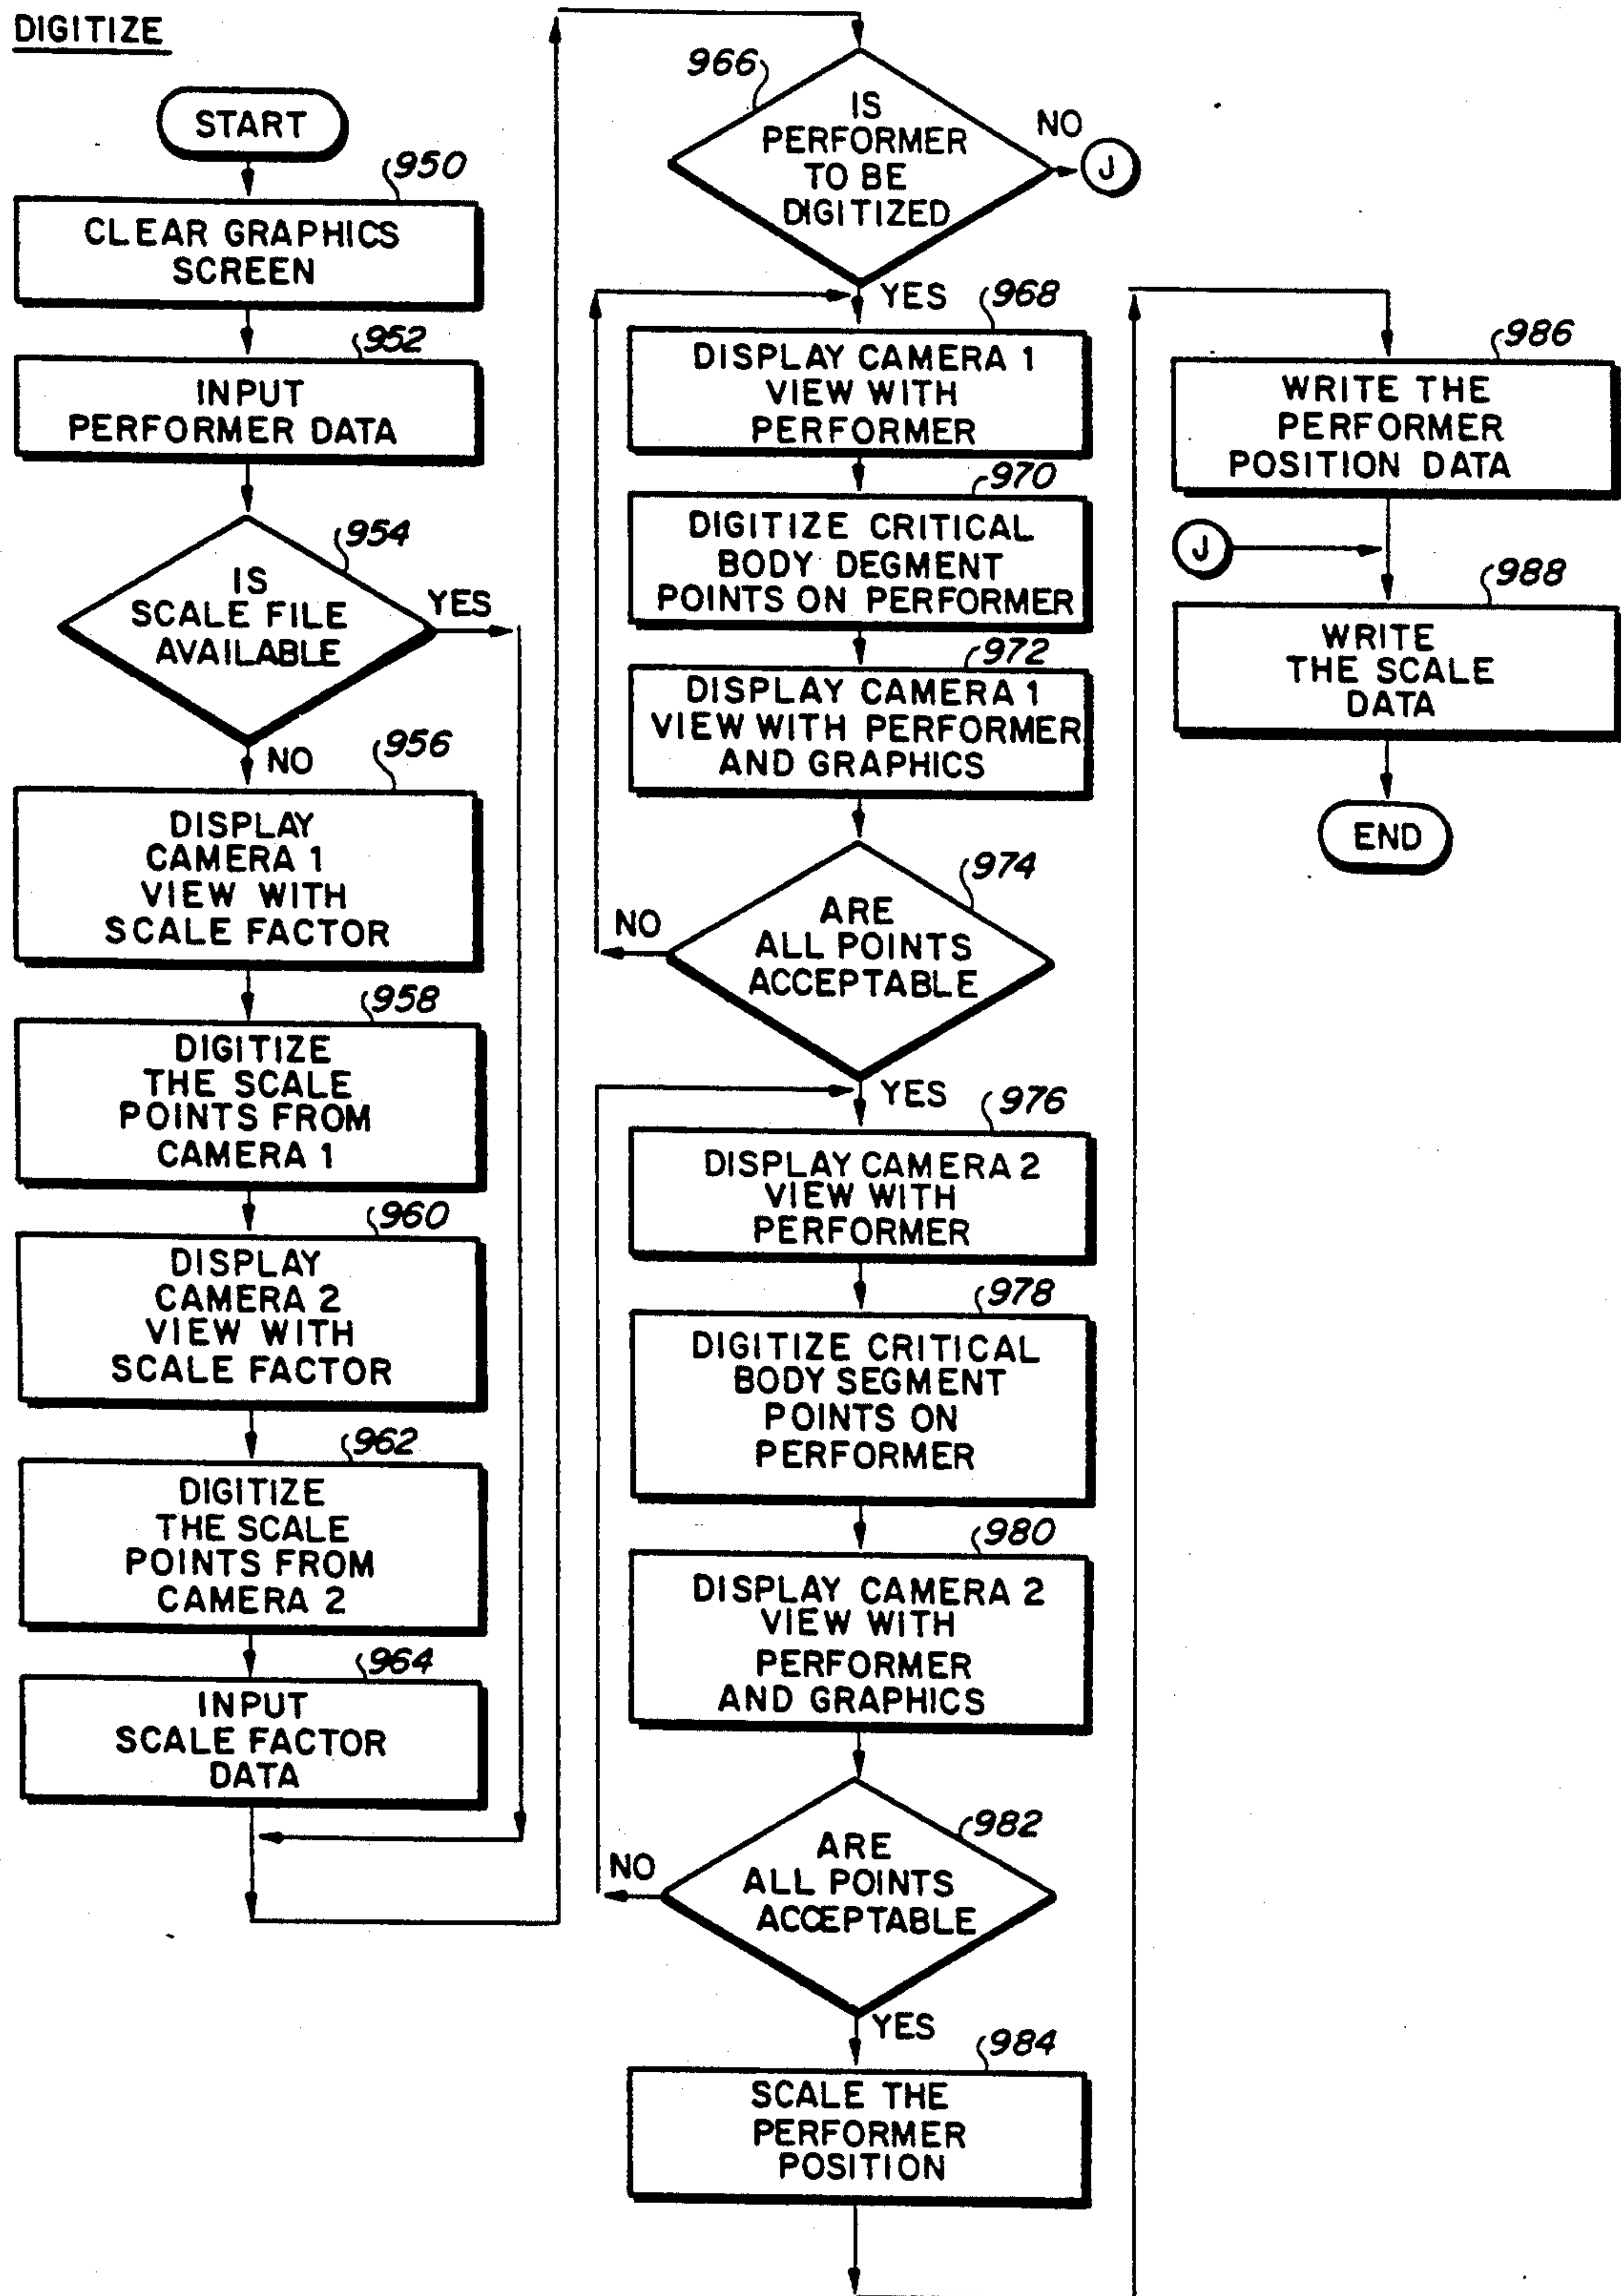 DIGITIZE
START
950
CLEAR GRAPHICS
SCREEN
952
INPUT
PERFORMER DATA
954
IS
SCALE FILE
AVAILABLE
YES
NO
956
DISPLAY
CAMERA 1
VIEW WITH
SCALE FACTOR
958
DIGITIZE
THE SCALE
POINTS FROM
CAMERA 1
960
DISPLAY
CAMERA 2
VIEW WITH
SCALE FACTOR
962
DIGITIZE
THE SCALE
POINTS FROM
CAMERA 2
964
INPUT
SCALE FACTOR
DATA
966
IS
PERFORMER
TO BE
DIGITIZED
NO
J
YES
968
DISPLAY CAMERA 1
VIEW WITH
PERFORMER
970
DIGITIZE CRITICAL
BODY DEGMENT
POINTS ON PERFORMER
972
DISPLAY CAMERA 1
VIEW WITH PERFORMER
AND GRAPHICS
974
ARE
ALL POINTS
ACCEPTABLE
NO
YES
976
DISPLAY CAMERA 2
VIEW WITH
PERFORMER
978
DIGITIZE CRITICAL
BODY SEGMENT
POINTS ON
PERFORMER
980
DISPLAY CAMERA 2
VIEW WITH
PERFORMER
AND GRAPHICS
982
ARE
ALL POINTS
ACCEPTABLE
NO
YES
984
SCALE THE
PERFORMER
POSITION
986
WRITE THE
PERFORMER
POSITION DATA
J
988
WRITE
THE SCALE
DATA
END